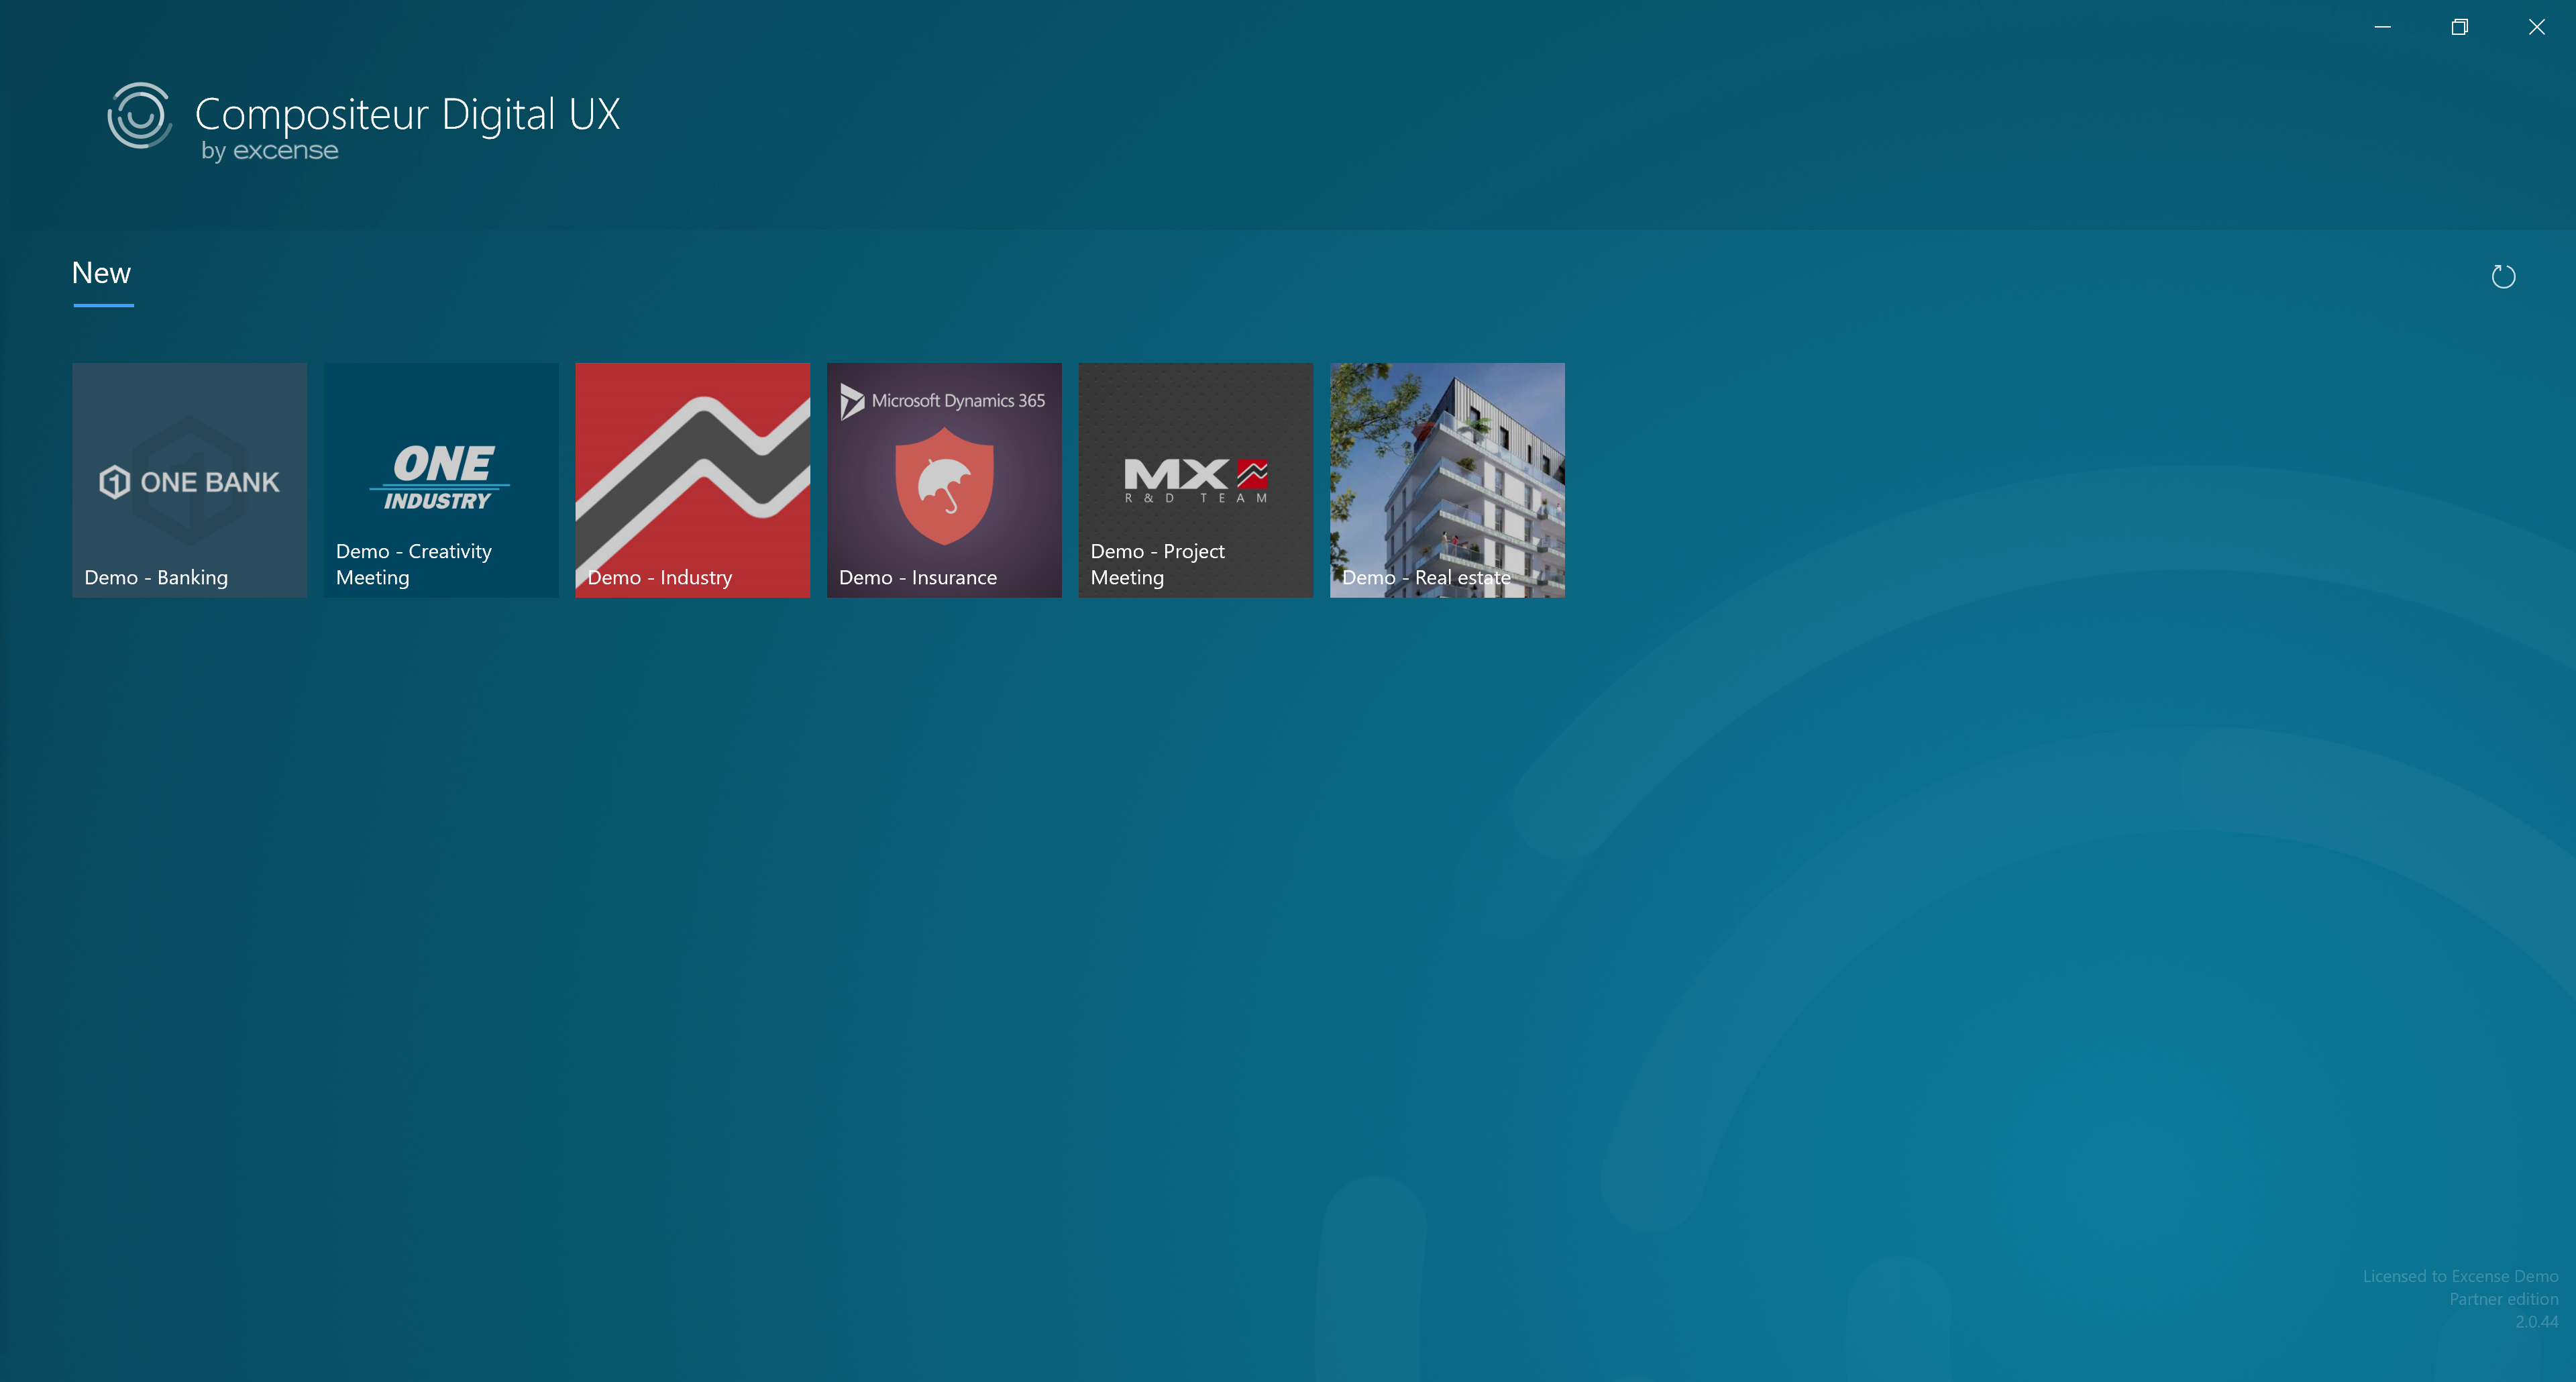 Compositeur Digital UX
by excense
New
ONE BANK
Demo - Banking
ONE
INDUSTRY
Demo - Creativity
Meeting
Demo - Industry
Microsoft Dynamics 365
Demo - Insurance
MX
R & D TEAM
Demo - Project
Meeting
Demo - Real estate
Licensed to Excense Demo
Partner edition
2.0.44